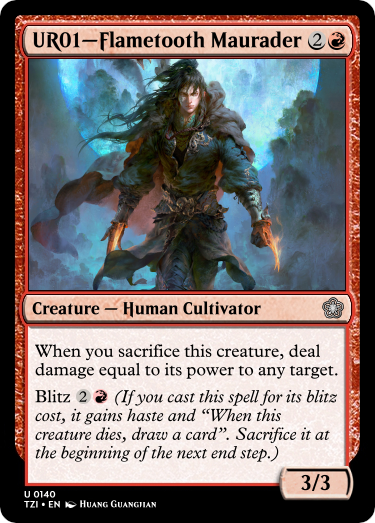 UR01—Flametooth Maurader 2
Creature — Human Cultivator
When you sacrifice this creature, deal
damage equal to its power to any target.
Blitz 2 (If you cast this spell for its blitz
cost, it gains haste and “When this
creature dies, draw a card”. Sacrifice it at
the beginning of the next end step.)
3/3
U 0140
TZI • EN Huang Guangjian